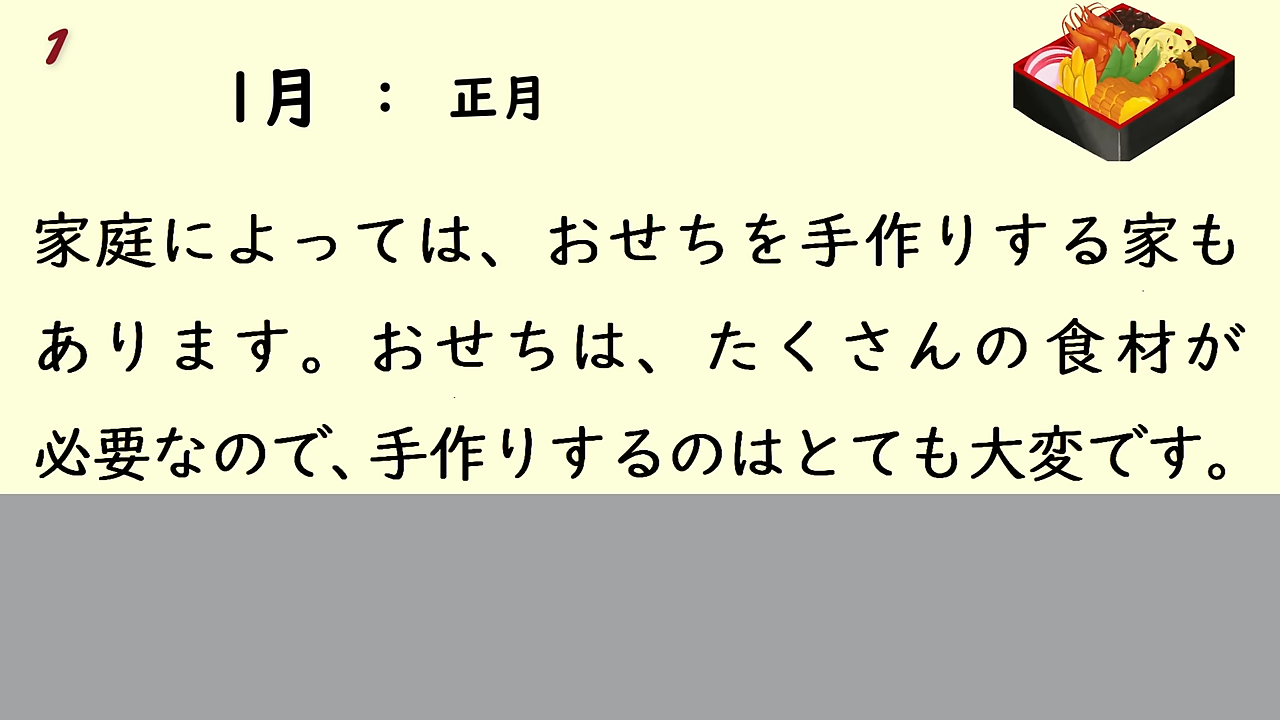 1
1月 : 正月
家庭によっては、おせちを手作りする家も
あります。おせちは、たくさんの食材が
必要なので、手作りするのはとても大変です。